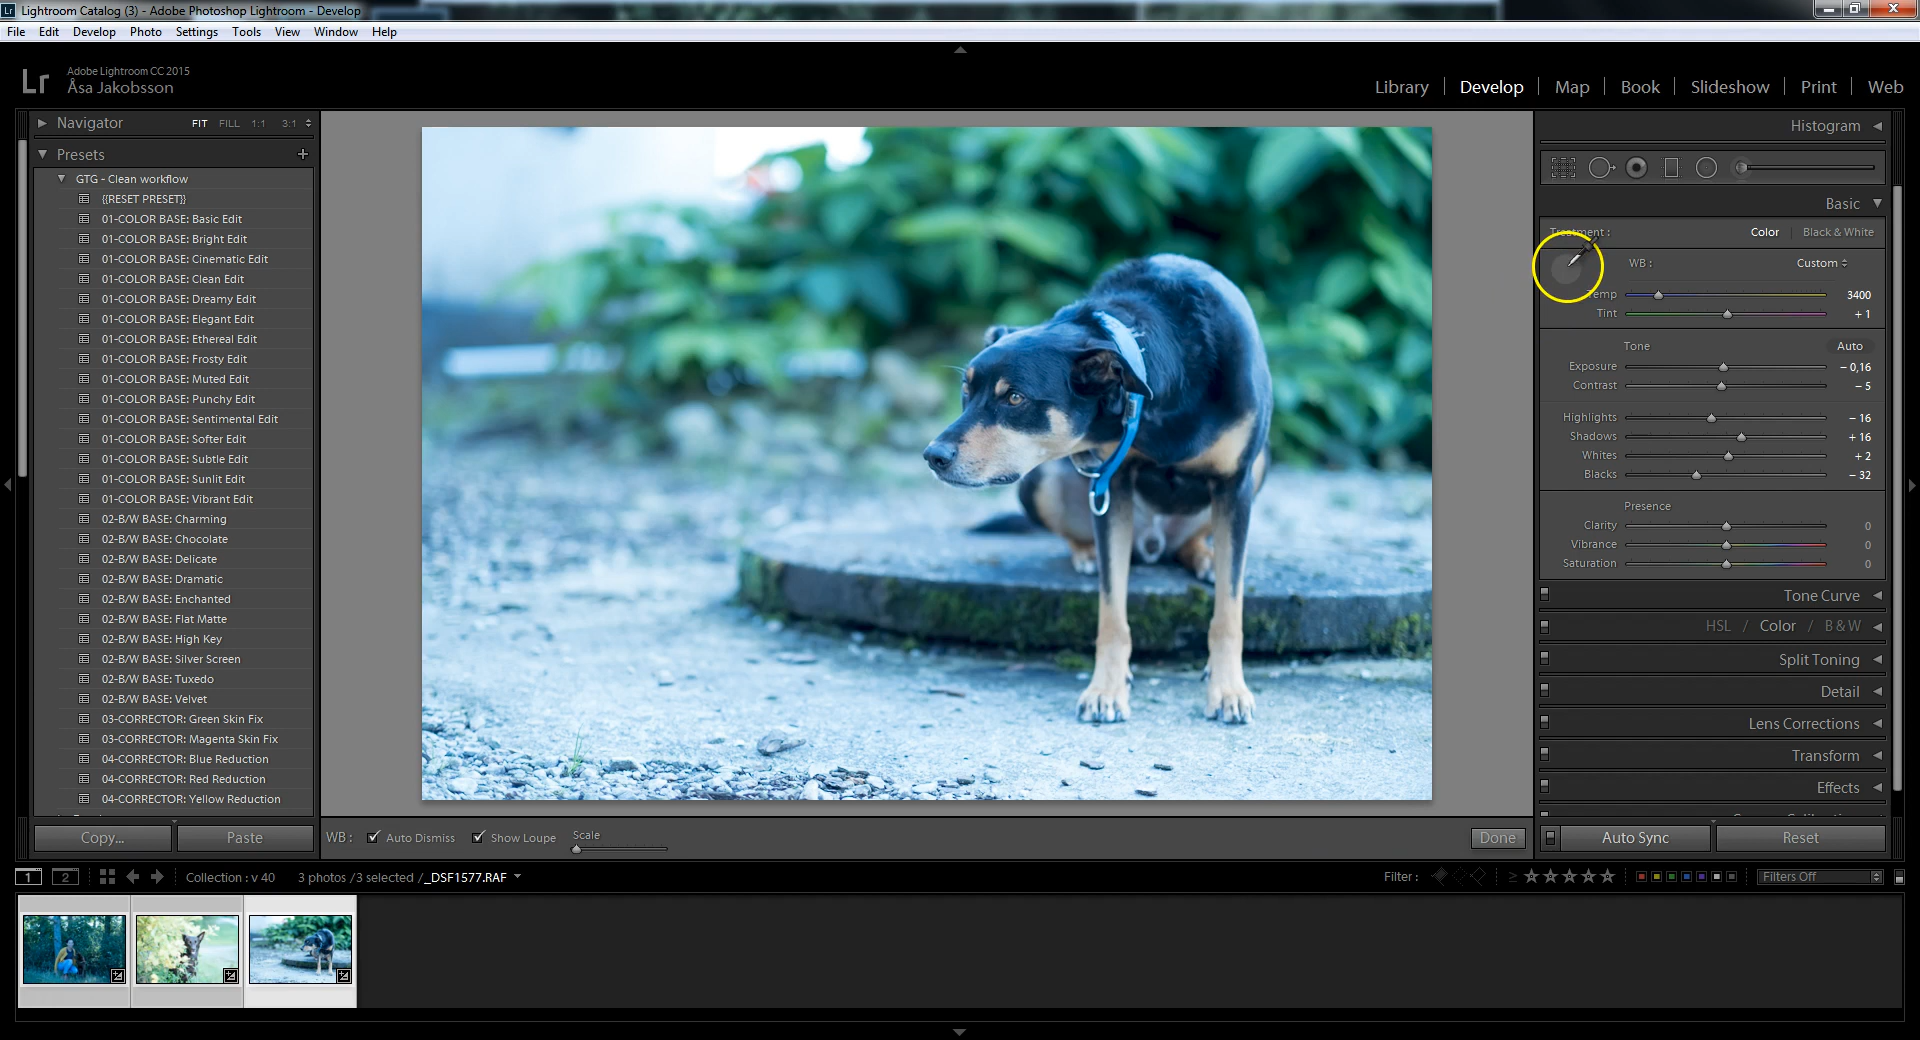 Lr Lightroom Catalog (3) - Adobe Photoshop Lightroom - Develop
File Edit Develop Photo Settings Tools View Window Help
Lr
Adobe Lightroom CC 2015
Åsa Jakobsson
Library Develop Map Book Slideshow Print Web
Navigator FIT FILL 1:1 3:1
Presets +
GTG - Clean workflow
{{RESET PRESET}}
01-COLOR BASE: Basic Edit
01-COLOR BASE: Bright Edit
01-COLOR BASE: Cinematic Edit
01-COLOR BASE: Clean Edit
01-COLOR BASE: Dreamy Edit
01-COLOR BASE: Elegant Edit
01-COLOR BASE: Ethereal Edit
01-COLOR BASE: Frosty Edit
01-COLOR BASE: Muted Edit
01-COLOR BASE: Punchy Edit
01-COLOR BASE: Sentimental Edit
01-COLOR BASE: Softer Edit
01-COLOR BASE: Subtle Edit
01-COLOR BASE: Sunlit Edit
01-COLOR BASE: Vibrant Edit
02-B/W BASE: Charming
02-B/W BASE: Chocolate
02-B/W BASE: Delicate
02-B/W BASE: Dramatic
02-B/W BASE: Enchanted
02-B/W BASE: Flat Matte
02-B/W BASE: High Key
02-B/W BASE: Silver Screen
02-B/W BASE: Tuxedo
02-B/W BASE: Velvet
03-CORRECTOR: Green Skin Fix
03-CORRECTOR: Magenta Skin Fix
04-CORRECTOR: Blue Reduction
04-CORRECTOR: Red Reduction
04-CORRECTOR: Yellow Reduction
Copy... Paste
WB : Auto Dismiss Show Loupe Scale Done
Histogram
Basic
Treatment : Color Black & White
WB : Custom
Temp 3400
Tint + 1
Tone Auto
Exposure − 0,16
Contrast − 5
Highlights − 16
Shadows + 16
Whites + 2
Blacks − 32
Presence
Clarity 0
Vibrance 0
Saturation 0
Tone Curve
HSL / Color / B & W
Split Toning
Detail
Lens Corrections
Transform
Effects
Auto Sync Reset
1 2 Collection : v 40 3 photos /3 selected /_DSF1577.RAF Filter : ≥ Filters Off